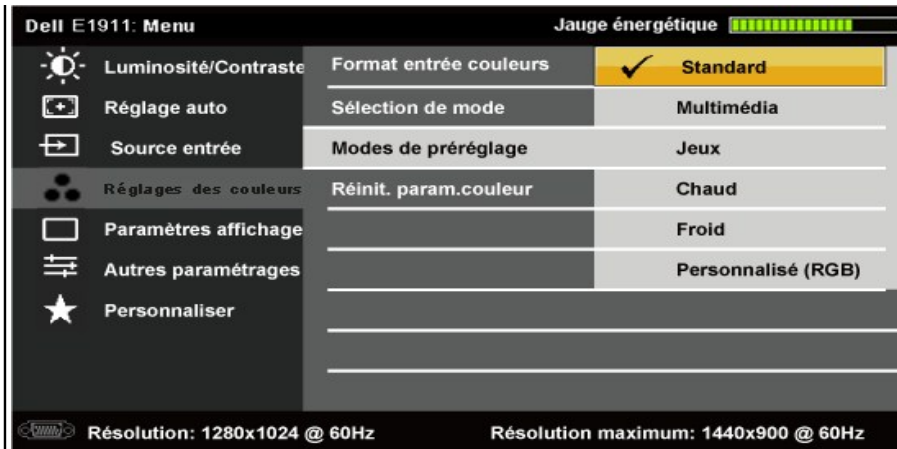 Dell E1911: Menu
Jauge énergétique
Luminosité/Contraste
Réglage auto
Source entrée
Réglages des couleurs
Paramètres affichage
Autres paramétrages
Personnaliser
Format entrée couleurs
Sélection de mode
Modes de préréglage
Réinit. param.couleur
Standard
Multimédia
Jeux
Chaud
Froid
Personnalisé (RGB)
Résolution: 1280x1024 @ 60Hz
Résolution maximum: 1440x900 @ 60Hz